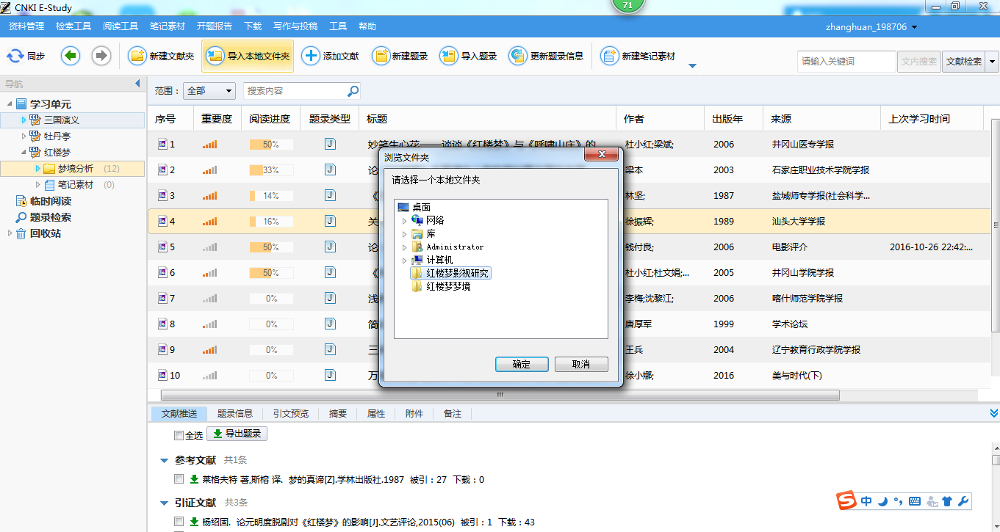 CNKI E-Study
71
资料管理 检索工具 阅读工具 笔记素材 开题报告 下载 写作与投稿 工具 帮助 zhanghuan_198706
同步 新建文献夹 导入本地文件夹 添加文献 新建题录 导入题录 更新题录信息 新建笔记素材 请输入关键词 文内搜索 文献检索
导航
学习单元
三国演义
牡丹亭
红楼梦
梦境分析 (12)
笔记素材 (0)
临时阅读
题录检索
回收站
范围： 全部 搜索内容
序号 重要度 阅读进度 题录类型 标题 作者 出版年 来源 上次学习时间
1 50% J 妙笔生心花——谈谈《红楼梦》与《呼啸山庄》的 杜小红;梁斌; 2006 井冈山医专学报
2 33% J 论 梁本 2003 石家庄职业技术学院学报
3 14% J 《 林坚; 1987 盐城师专学报(社会科学...
4 16% J 关 徐振辉; 1989 汕头大学学报
5 50% J 论 钱付良; 2006 电影评介 2016-10-26 22:42:...
6 50% J 《 杜小红;杜文娟;... 2005 井冈山学院学报
7 0% J 浅 李梅;沈黎江; 2006 喀什师范学院学报
8 0% J 简 唐厚军 1999 学术论坛
9 0% J 三 王兵 2004 辽宁教育行政学院学报
10 0% J 万 徐小娜; 2016 美与时代(下)
浏览文件夹
请选择一个本地文件夹
桌面
网络
库
Administrator
计算机
红楼梦影视研究
红楼梦梦境
确定 取消
文献推送 题录信息 引文预览 摘要 属性 附件 备注
全选 导出题录
参考文献 共1条
莱格夫特 著,斯榕 译. 梦的真谛[Z].学林出版社.1987 被引：27 下载：0
引证文献 共3条
杨绍固. 论元明度脱剧对《红楼梦》的影响[J].文艺评论,2015(06) 被引：1 下载：43
S 中